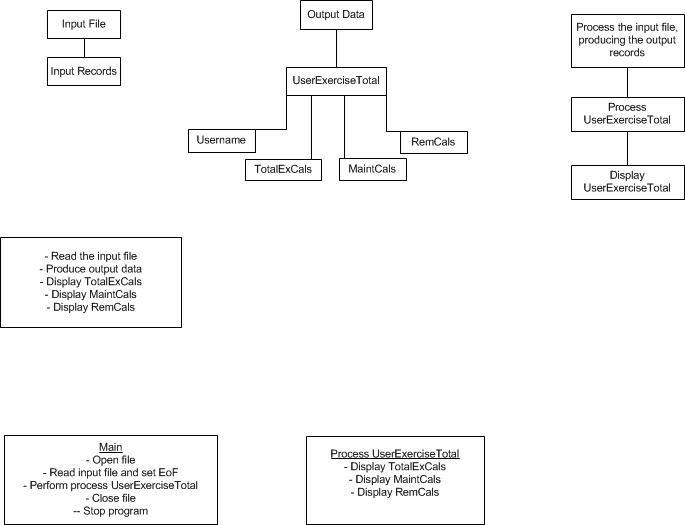 Input File
Input Records
Output Data
UserExerciseTotal
Username
TotalExCals
MaintCals
RemCals
Process the input file,
producing the output
records
Process
UserExerciseTotal
Display
UserExerciseTotal
- Read the input file
- Produce output data
- Display TotalExCals
- Display MaintCals
- Display RemCals
Main
- Open file
- Read input file and set EoF
- Perform process UserExerciseTotal
- Close file
-- Stop program
Process UserExerciseTotal
- Display TotalExCals
- Display MaintCals
- Display RemCals